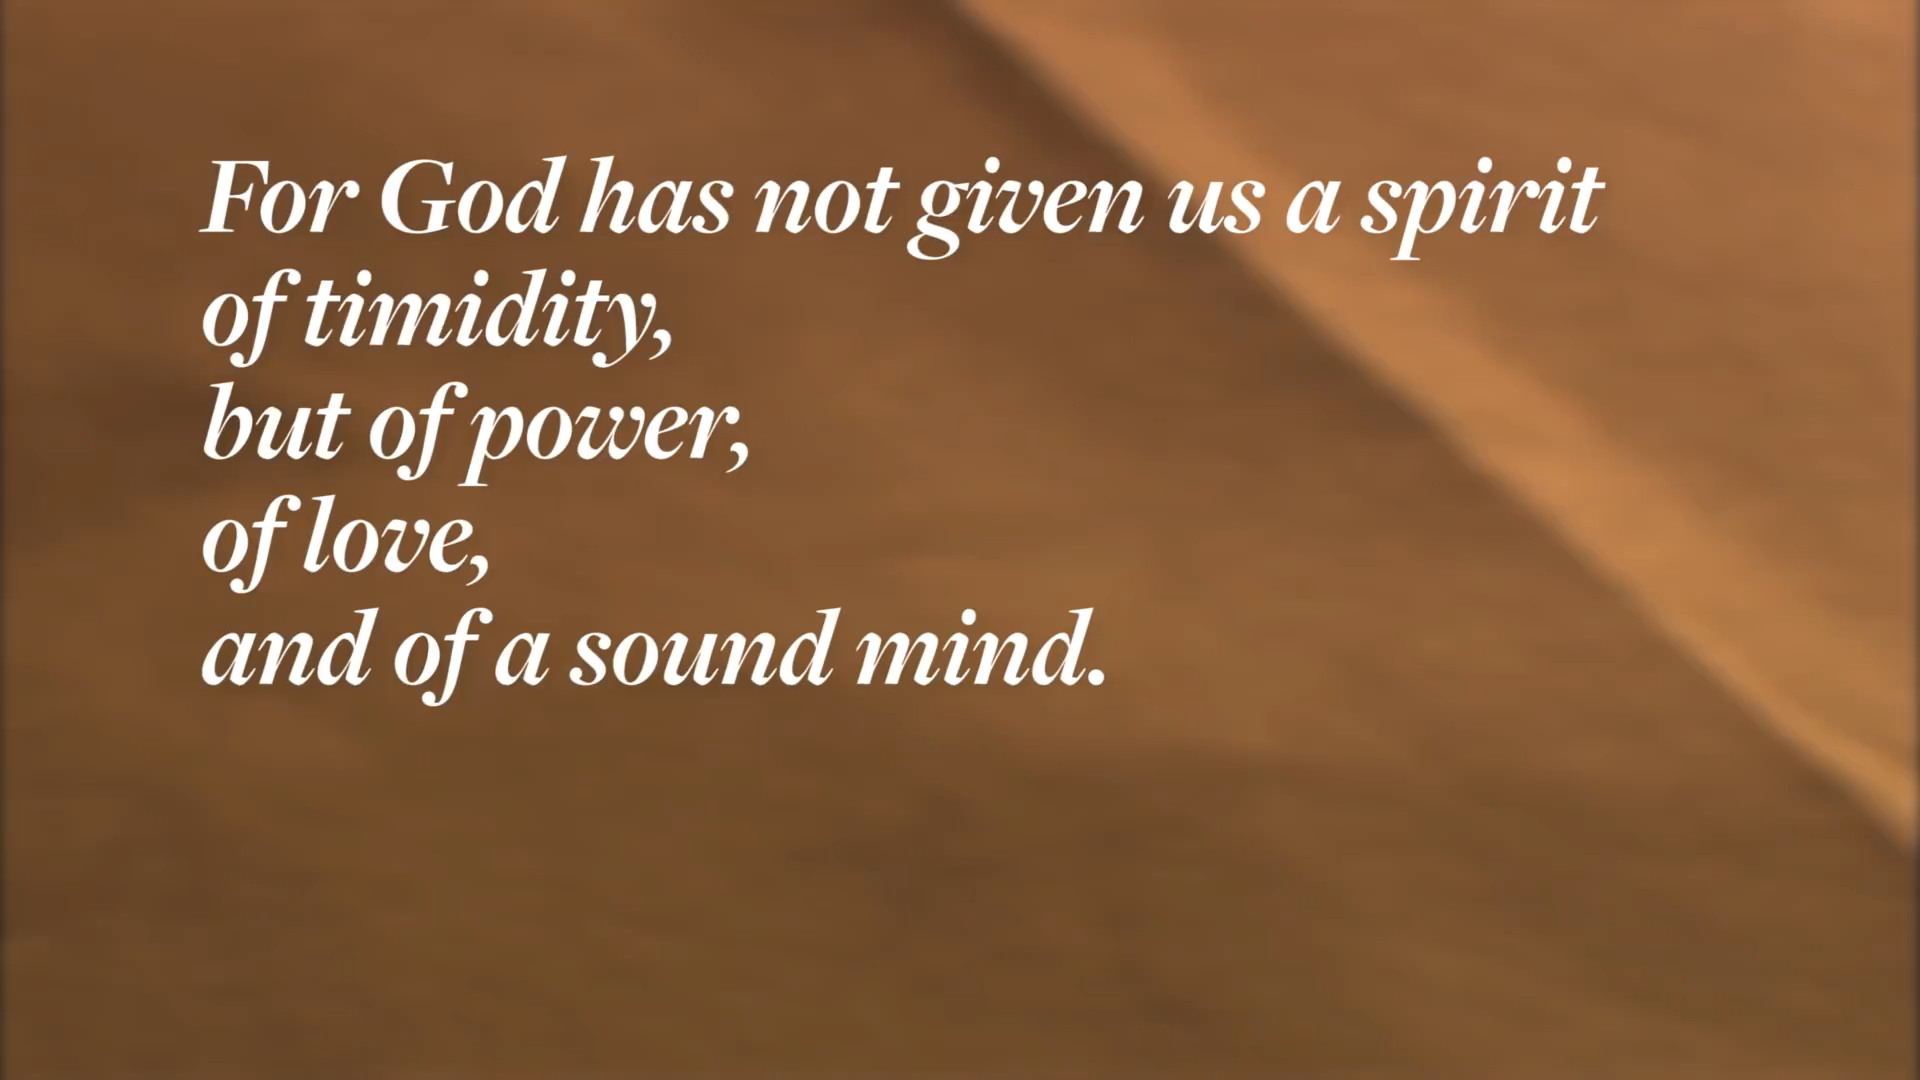 For God has not given us a spirit
of timidity,
but of power,
of love,
and of a sound mind.